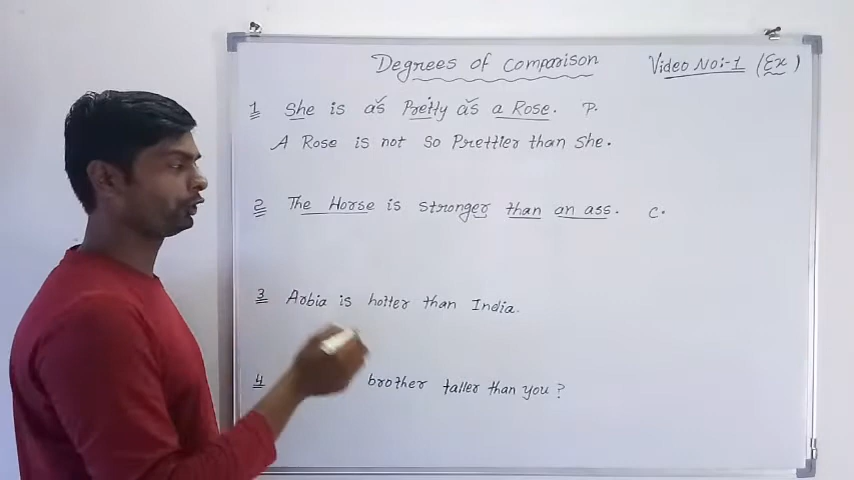 Degrees of Comparison
Video No:-1 (Ex)
1 She is as Pretty as a Rose. P.
A Rose is not so Prettier than She.
2 The Horse is stronger than an ass. C.
3 Arbia is hotter than India.
4 brother taller than you?